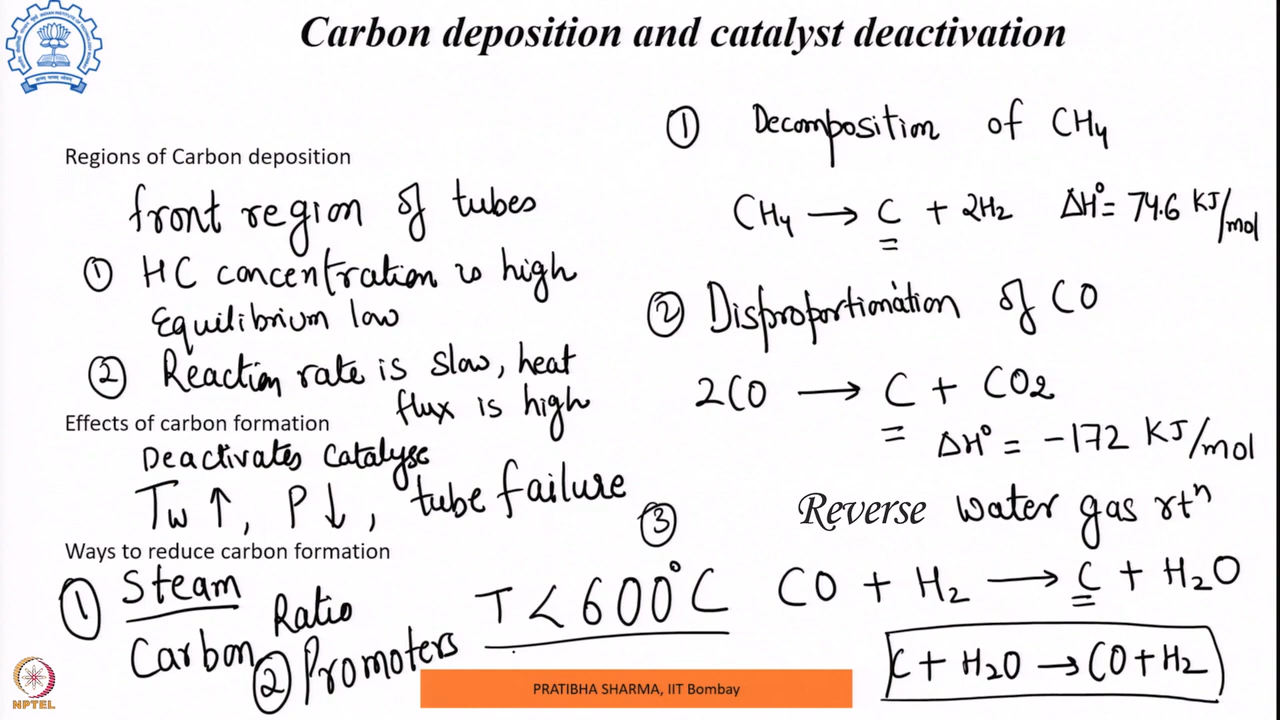 Carbon deposition and catalyst deactivation
Regions of Carbon deposition
front region of tubes
① HC concentration is high
Equilibrium low
② Reaction rate is slow, heat
flux is high
Effects of carbon formation
Deactivates Catalyst
Tw ↑, P ↓, tube failure
Ways to reduce carbon formation
① Steam
Carbon Ratio
② Promoters
T < 600°C
① Decomposition of CH4
CH4 → C + 2H2 ΔH° = 74.6 KJ/mol
② Disproportionation of CO
2CO → C + CO2
ΔH° = -172 KJ/mol
③ Reverse water gas rtⁿ
CO + H2 → C + H2O
C + H2O → CO + H2
PRATIBHA SHARMA, IIT Bombay
NPTEL